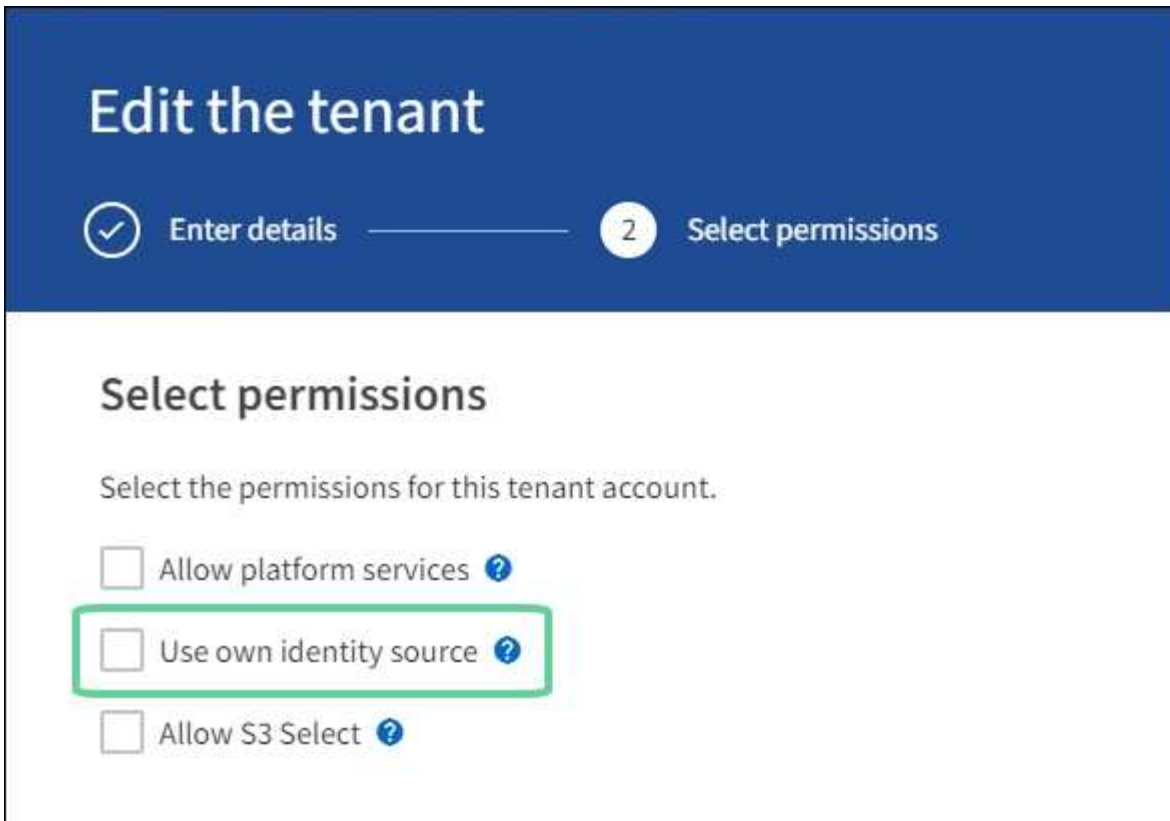 Edit the tenant
Enter details
2 Select permissions
Select permissions
Select the permissions for this tenant account.
Allow platform services ?
Use own identity source ?
Allow S3 Select ?